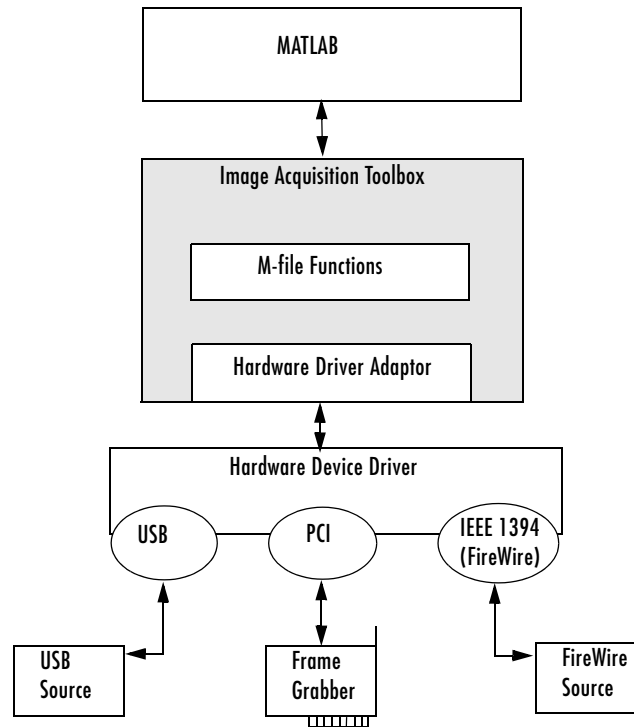 MATLAB
Image Acquisition Toolbox
M-file Functions
Hardware Driver Adaptor
Hardware Device Driver
USB
PCI
IEEE 1394
(FireWire)
USB
Source
Frame
Grabber
FireWire
Source